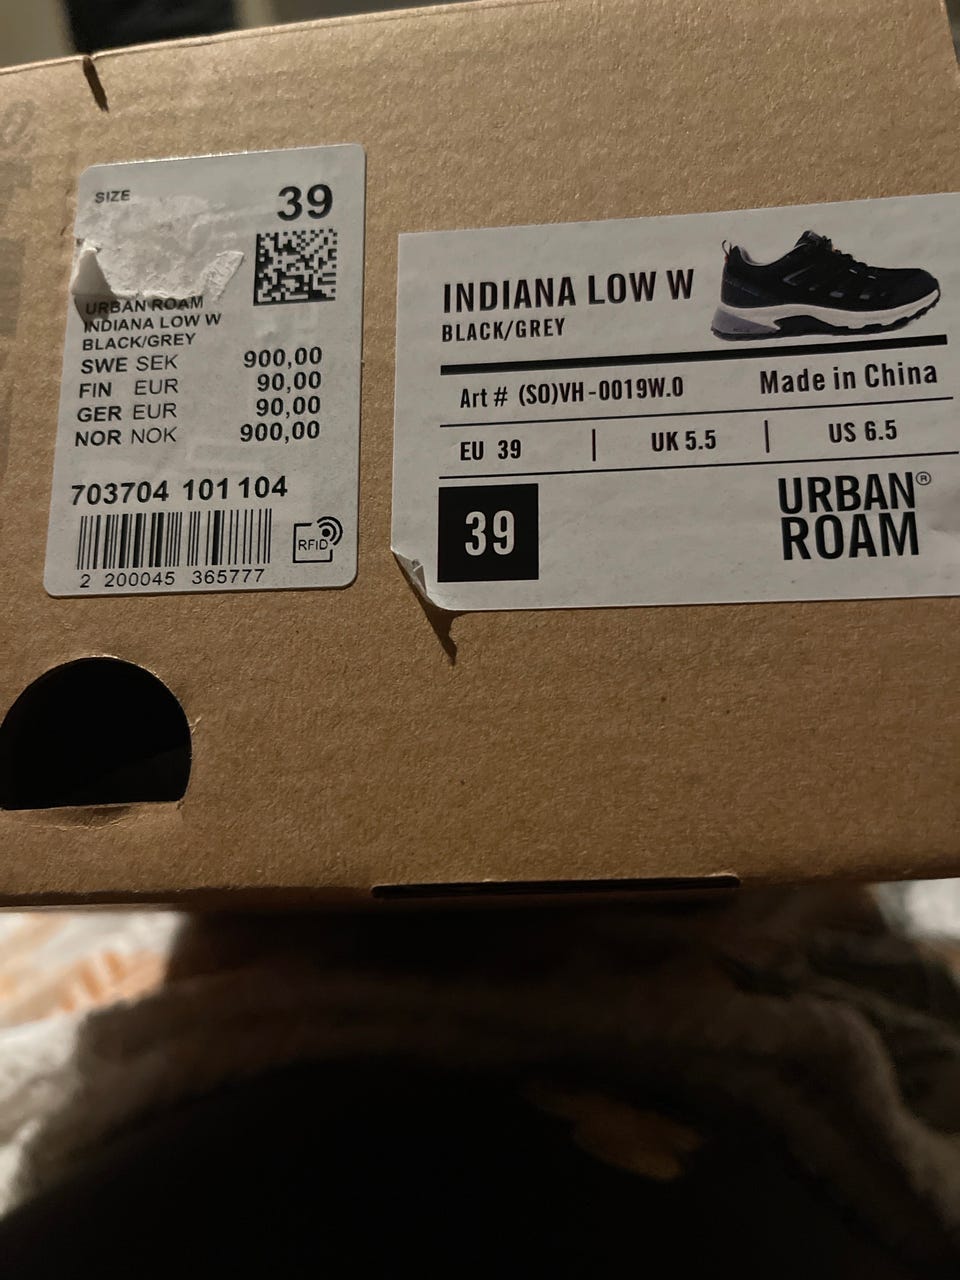 SIZE
39
URBAN ROAM
INDIANA LOW W
BLACK/GREY
SWE SEK 900,00
FIN EUR 90,00
GER EUR 90,00
NOR NOK 900,00
703704 101 104
RFID
2 200045 365777
INDIANA LOW W
BLACK/GREY
Art # (SO)VH-0019W.0 Made in China
EU 39 | UK 5.5 | US 6.5
39
URBAN®
ROAM